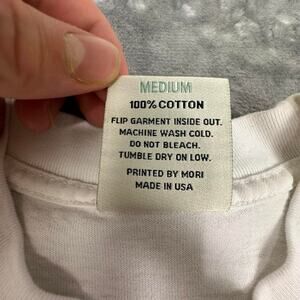 MEDIUM
100% COTTON
FLIP GARMENT INSIDE OUT.
MACHINE WASH COLD.
DO NOT BLEACH.
TUMBLE DRY ON LOW.
PRINTED BY MORI
MADE IN USA